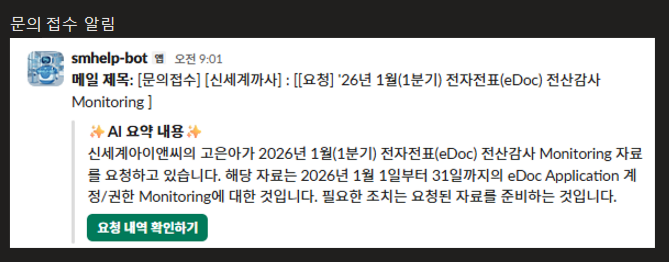 문의 접수 알림
smhelp-bot 앱 오전 9:01
메일 제목: [문의접수] [신세계까사] : [[요청] '26년 1월(1분기) 전자전표(eDoc) 전산감사
Monitoring ]
✨ AI 요약 내용 ✨
신세계아이앤씨의 고은아가 2026년 1월(1분기) 전자전표(eDoc) 전산감사 Monitoring 자료
를 요청하고 있습니다. 해당 자료는 2026년 1월 1일부터 31일까지의 eDoc Application 계
정/권한 Monitoring에 대한 것입니다. 필요한 조치는 요청된 자료를 준비하는 것입니다.
요청 내역 확인하기